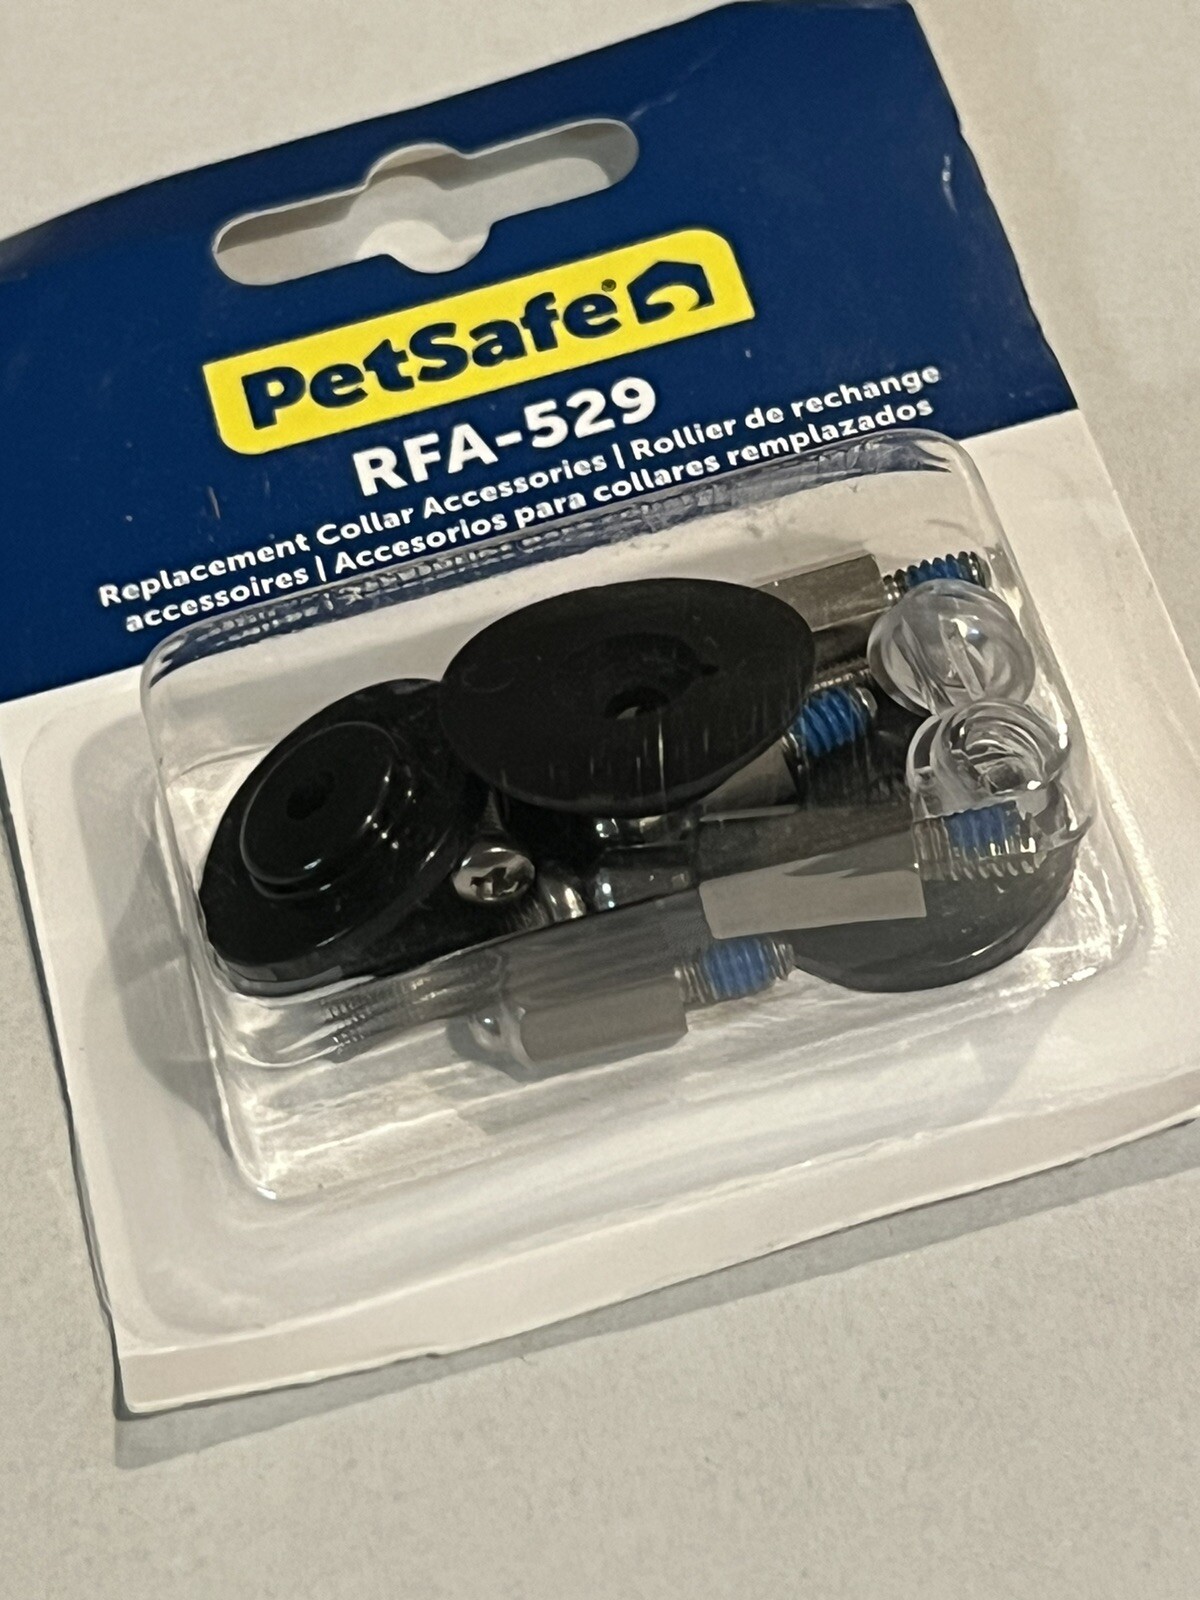 PetSafe®
RFA-529
Replacement Collar Accessories | Rollier de rechange
accessoires | Accesorios para collares remplazados